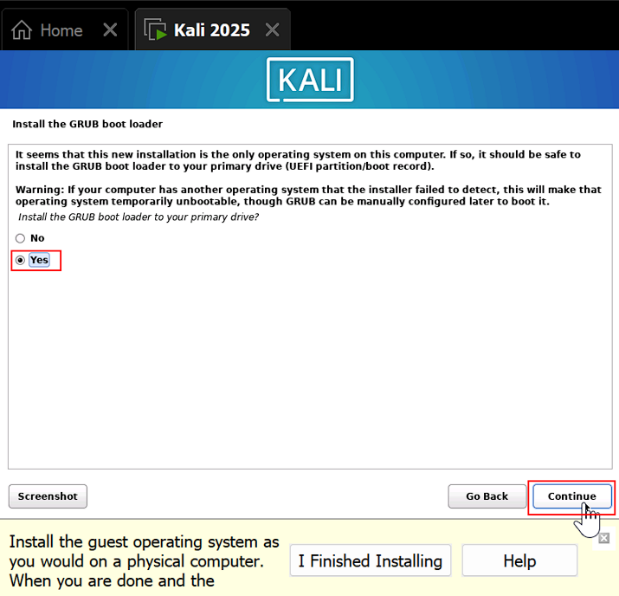 Home
Kali 2025
KALI
Install the GRUB boot loader
It seems that this new installation is the only operating system on this computer. If so, it should be safe to
install the GRUB boot loader to your primary drive (UEFI partition/boot record).
Warning: If your computer has another operating system that the installer failed to detect, this will make that
operating system temporarily unbootable, though GRUB can be manually configured later to boot it.
Install the GRUB boot loader to your primary drive?
No
Yes
Screenshot
Go Back
Continue
Install the guest operating system as
you would on a physical computer.
When you are done and the
I Finished Installing
Help